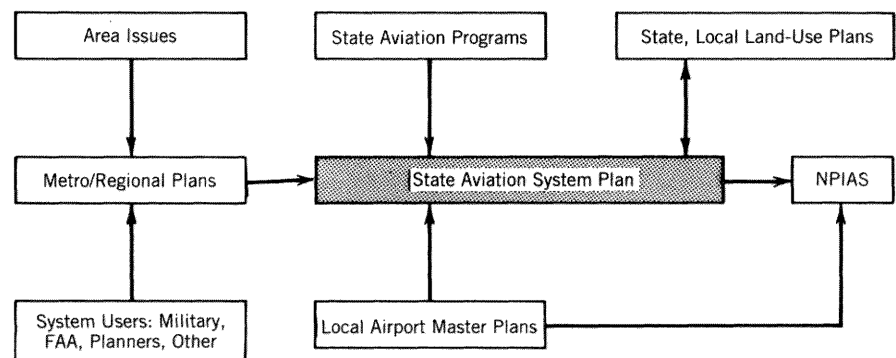 Area Issues
State Aviation Programs
State, Local Land-Use Plans
Metro/Regional Plans
State Aviation System Plan
NPIAS
System Users: Military,
FAA, Planners, Other
Local Airport Master Plans